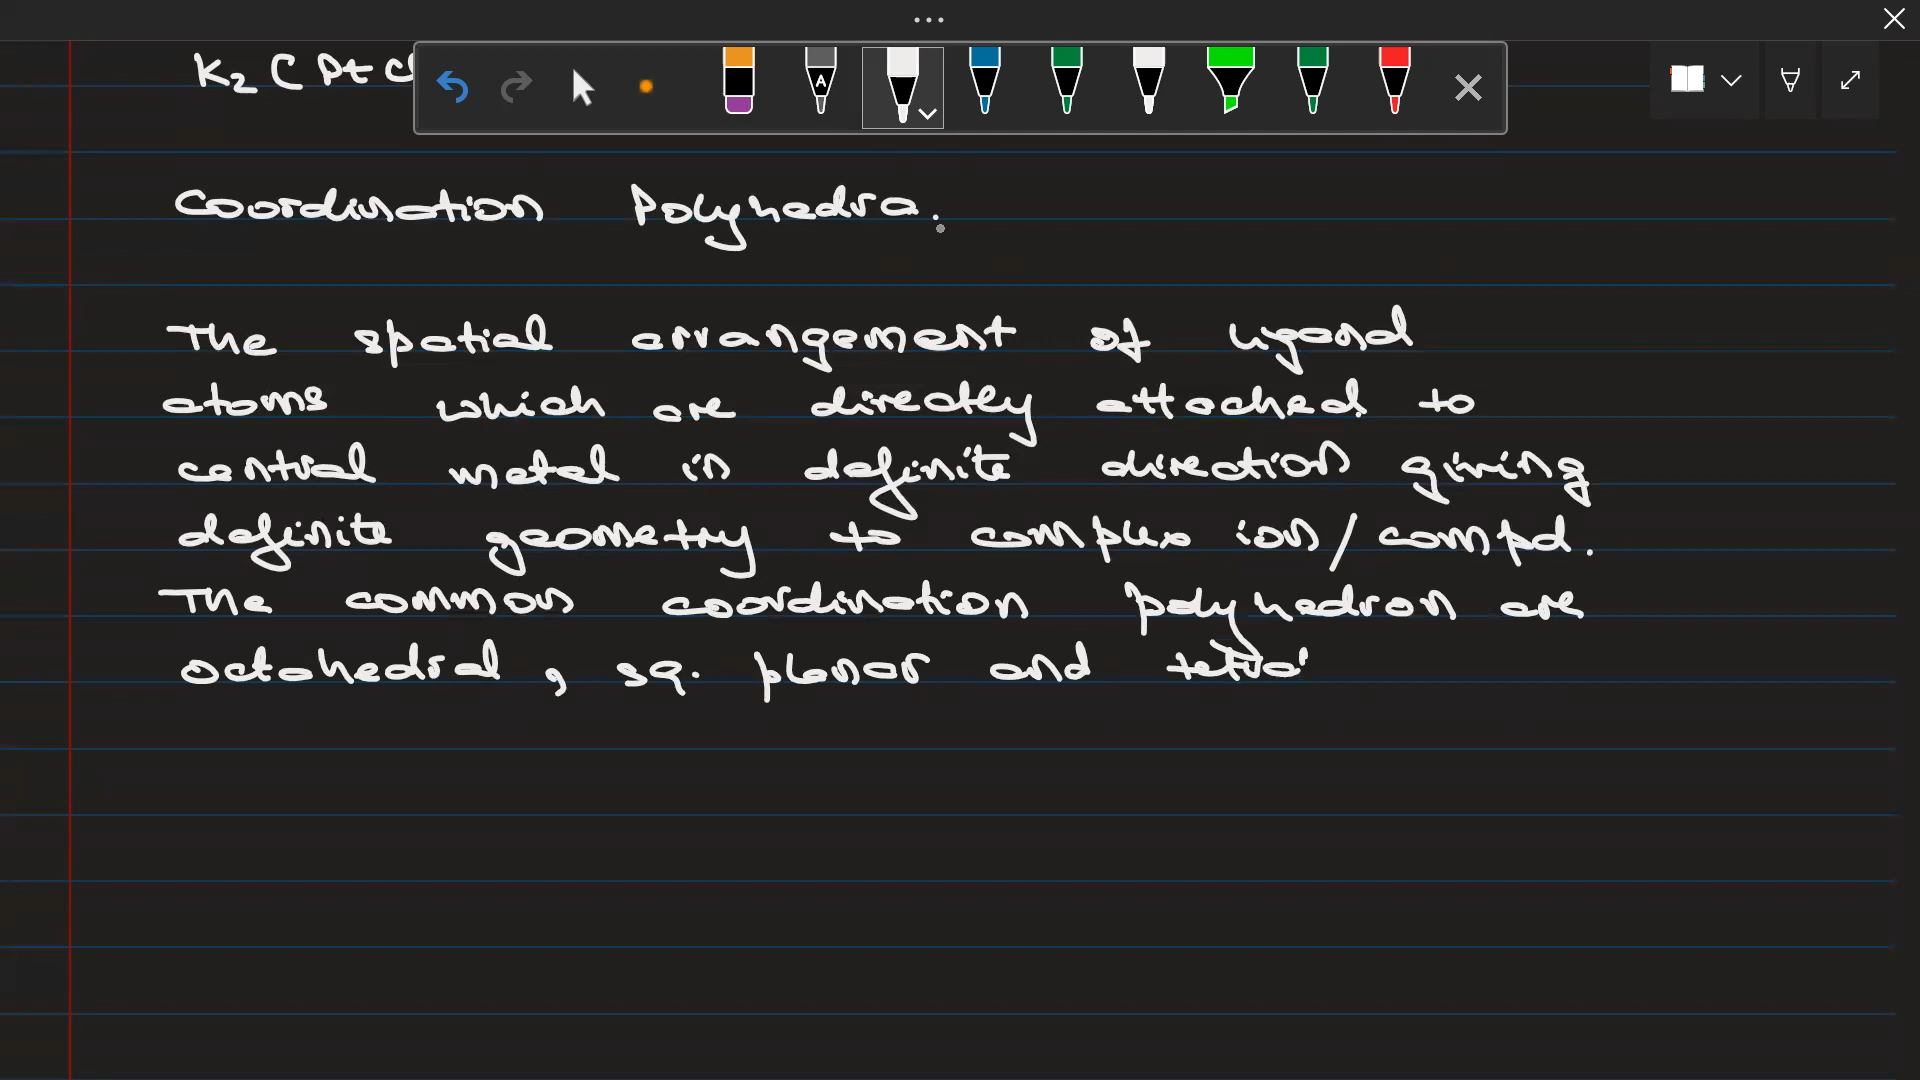 K2 [ Pt Cl
Coordination Polyhedra.
The spatial arrangement of ligand
atoms which are directly attached to
central metal in definite direction giving
definite geometry to complex ion/compd.
The common coordination polyhedron are
octahedral, sq. planar and tetra